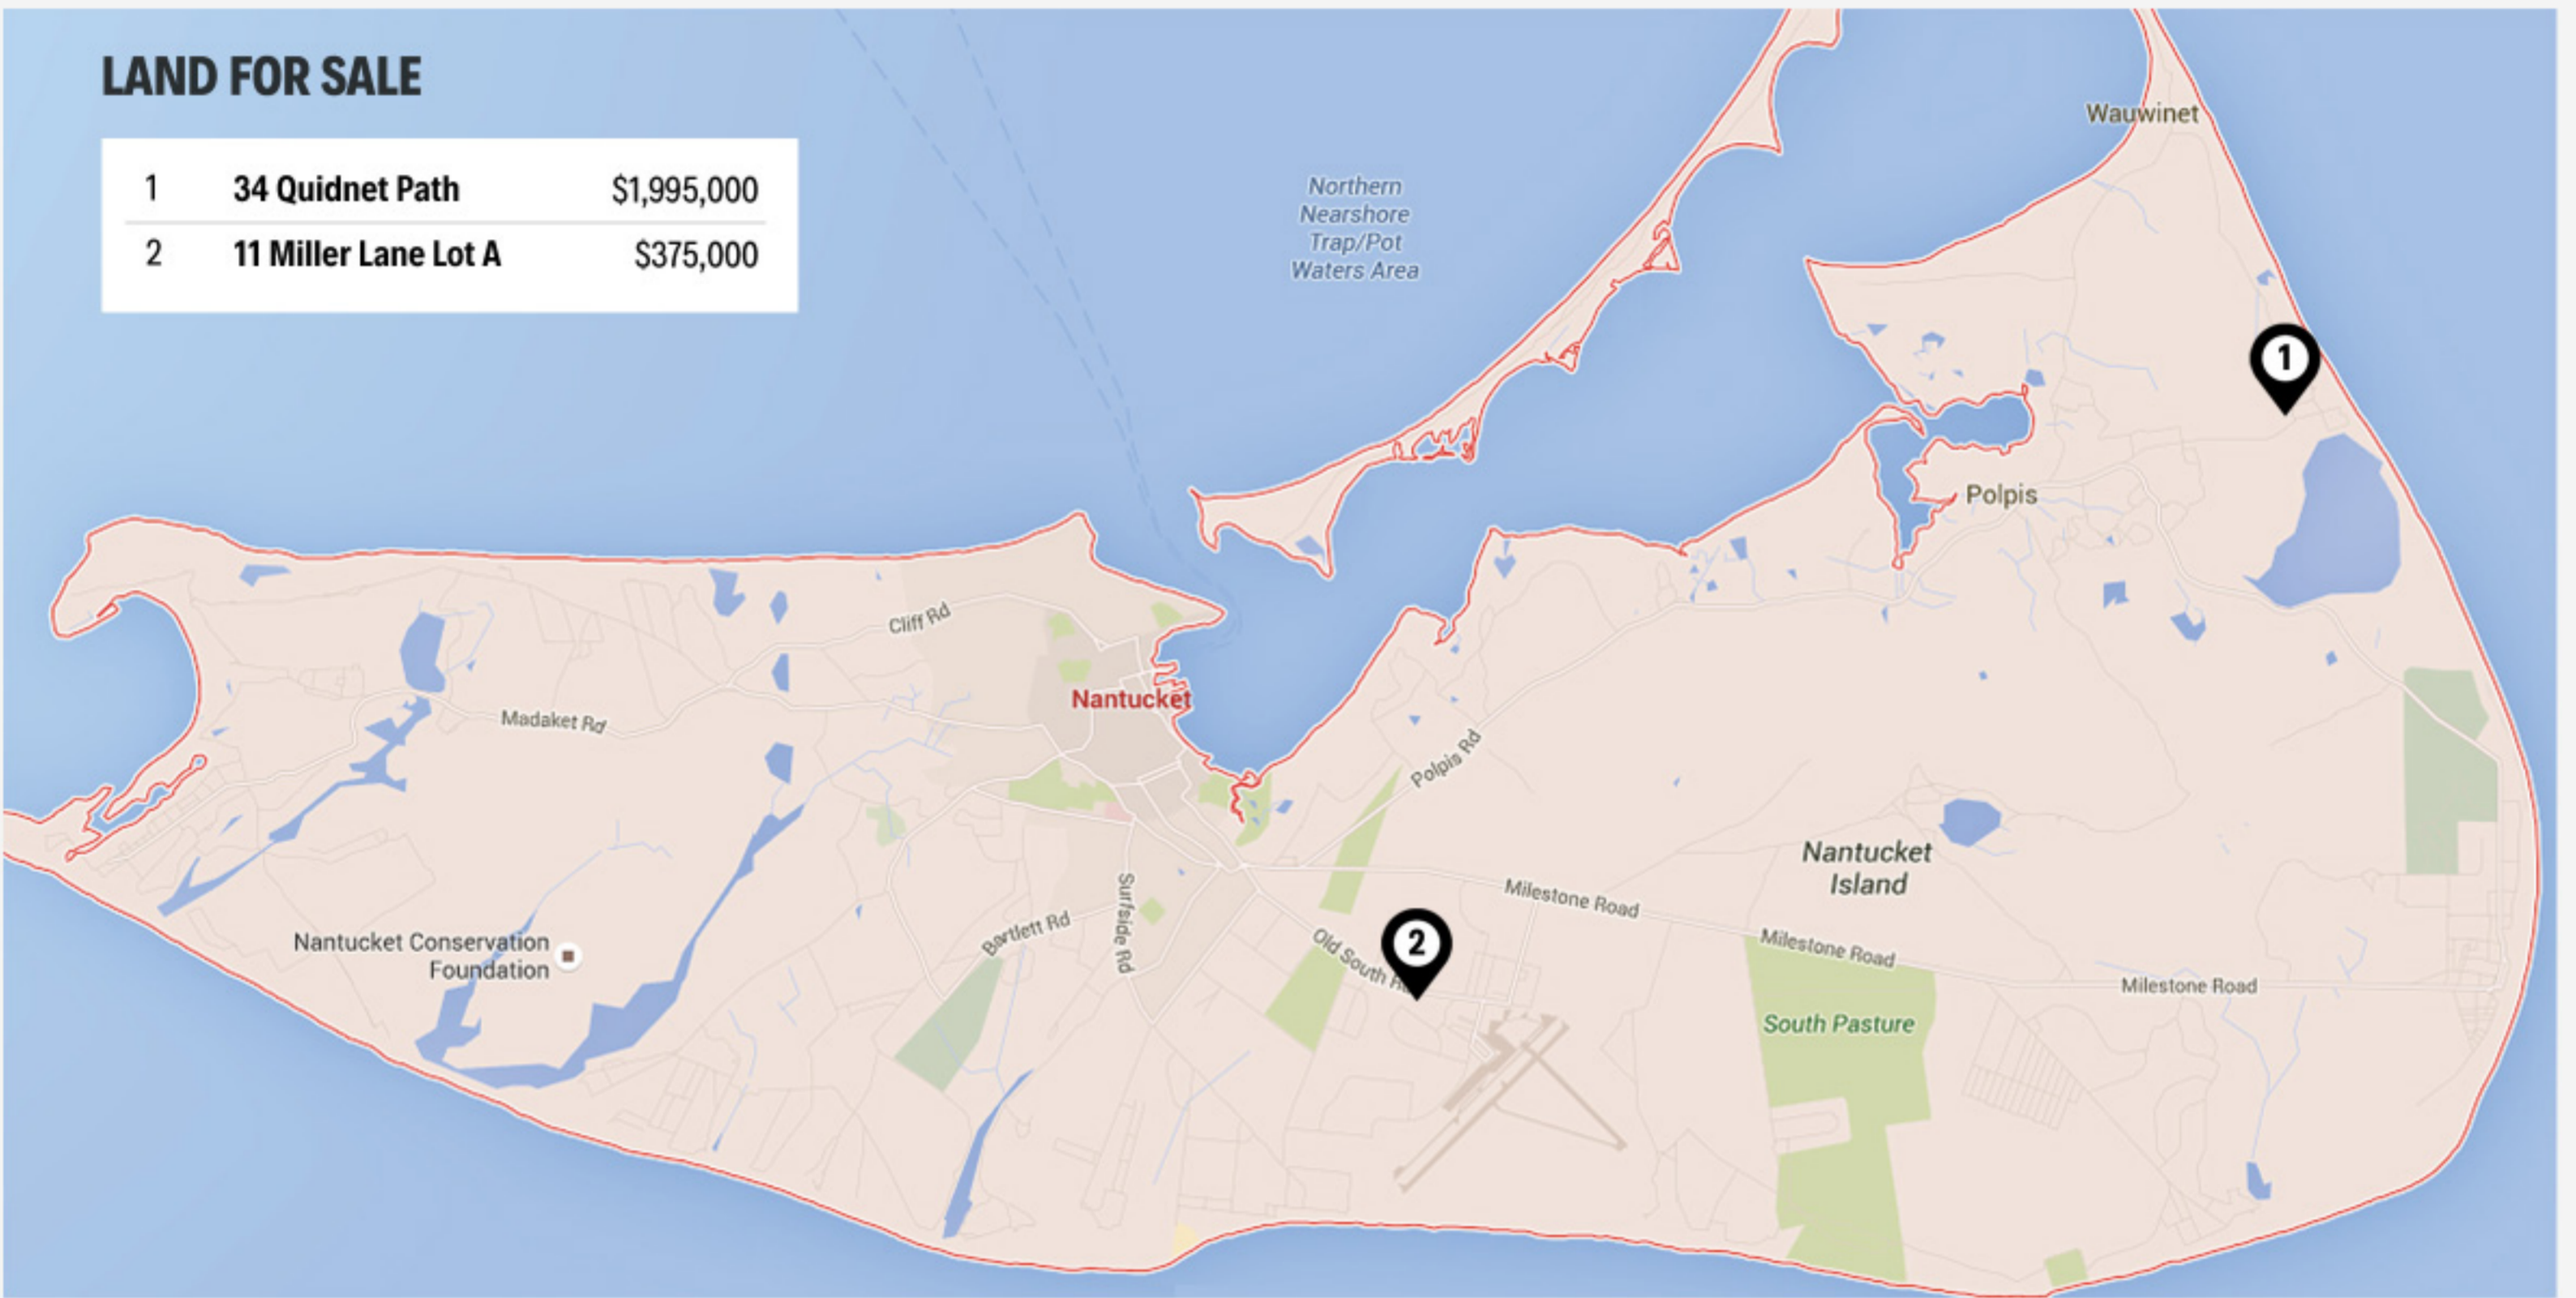 LAND FOR SALE
1 34 Quidnet Path $1,995,000
2 11 Miller Lane Lot A $375,000
Wauwinet
Northern
Nearshore
Trap/Pot
Waters Area
1
Polpis
Cliff Rd
Nantucket
Madaket Rd
Polpis Rd
Nantucket
Island
Milestone Road
Surfside Rd
Bartlett Rd
Old South
2
Milestone Road
Nantucket Conservation
Foundation
Milestone Road
South Pasture